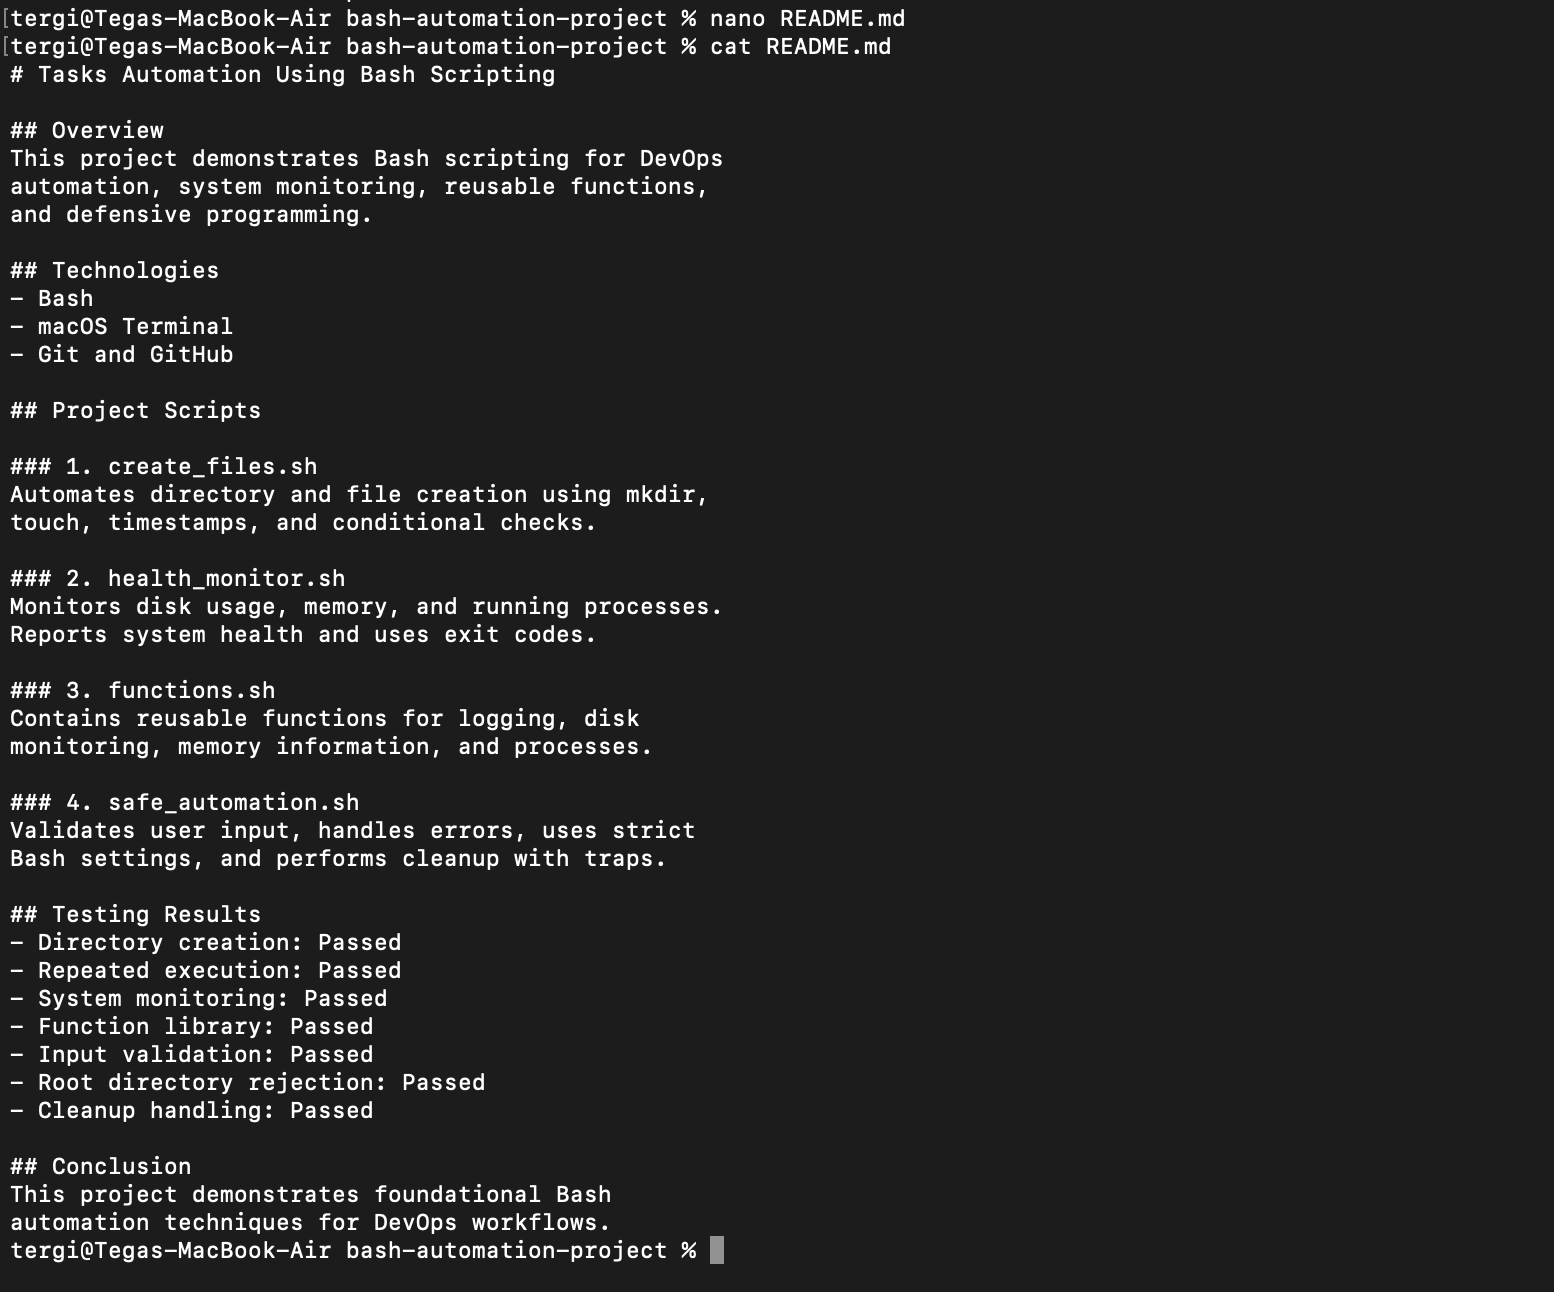 [tergi@Tegas-MacBook-Air bash-automation-project % nano README.md
[tergi@Tegas-MacBook-Air bash-automation-project % cat README.md
# Tasks Automation Using Bash Scripting

## Overview
This project demonstrates Bash scripting for DevOps
automation, system monitoring, reusable functions,
and defensive programming.

## Technologies
- Bash
- macOS Terminal
- Git and GitHub

## Project Scripts

### 1. create_files.sh
Automates directory and file creation using mkdir,
touch, timestamps, and conditional checks.

### 2. health_monitor.sh
Monitors disk usage, memory, and running processes.
Reports system health and uses exit codes.

### 3. functions.sh
Contains reusable functions for logging, disk
monitoring, memory information, and processes.

### 4. safe_automation.sh
Validates user input, handles errors, uses strict
Bash settings, and performs cleanup with traps.

## Testing Results
- Directory creation: Passed
- Repeated execution: Passed
- System monitoring: Passed
- Function library: Passed
- Input validation: Passed
- Root directory rejection: Passed
- Cleanup handling: Passed

## Conclusion
This project demonstrates foundational Bash
automation techniques for DevOps workflows.
tergi@Tegas-MacBook-Air bash-automation-project %